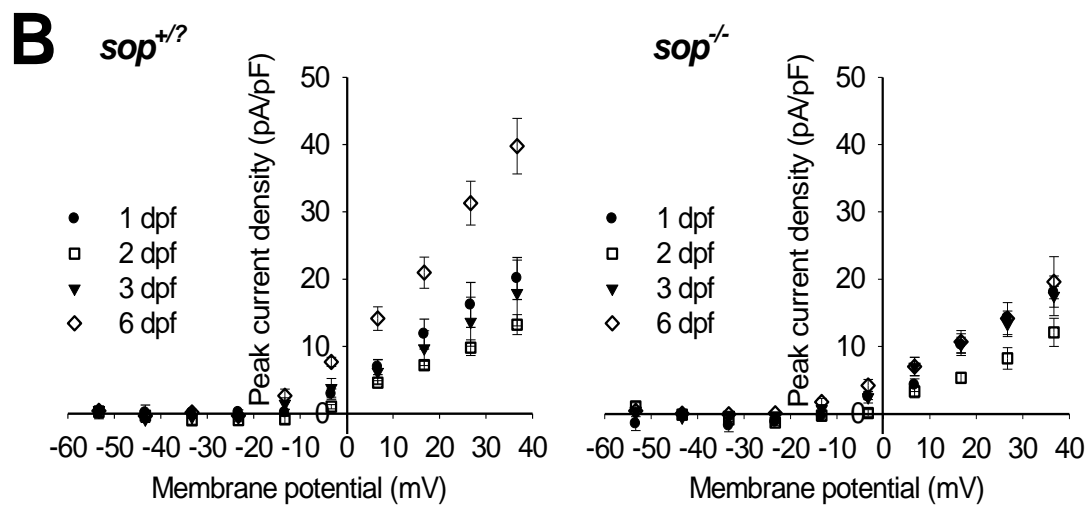 B
sop+/?
Peak current density (pA/pF)
50
40
30
20
10
0
1 dpf
2 dpf
3 dpf
6 dpf
-60 -50 -40 -30 -20 -10 0 10 20 30 40
Membrane potential (mV)
sop-/-
Peak current density (pA/pF)
50
40
30
20
10
0
1 dpf
2 dpf
3 dpf
6 dpf
-60 -50 -40 -30 -20 -10 0 10 20 30 40
Membrane potential (mV)